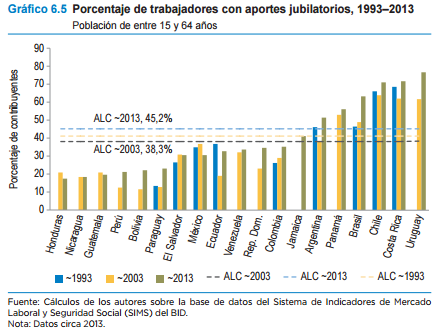 Gráfico 6.5 Porcentaje de trabajadores con aportes jubilatorios, 1993–2013
Población de entre 15 y 64 años
Porcentaje de contribuyentes
90
80
70
60
50
40
30
20
10
0
ALC ~2013, 45,2%
ALC ~2003, 38,3%
Honduras
Nicaragua
Guatemala
Perú
Bolivia
Paraguay
El Salvador
México
Ecuador
Venezuela
Rep. Dom.
Colombia
Jamaica
Argentina
Panamá
Brasil
Chile
Costa Rica
Uruguay
~1993 ~2003 ~2013 ALC ~2003 ALC ~2013 ALC ~1993
Fuente: Cálculos de los autores sobre la base de datos del Sistema de Indicadores de Mercado
Laboral y Seguridad Social (SIMS) del BID.
Nota: Datos circa 2013.